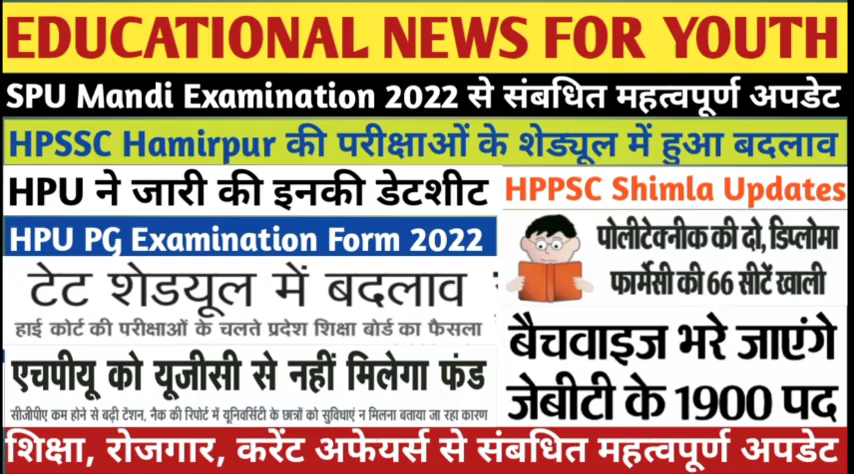 EDUCATIONAL NEWS FOR YOUTH
SPU Mandi Examination 2022 से संबधित महत्वपूर्ण अपडेट
HPSSC Hamirpur की परीक्षाओं के शेड्यूल में हुआ बदलाव
HPU ने जारी की इनकी डेटशीट
HPU PG Examination Form 2022
टेट शेडयूल में बदलाव
हाई कोर्ट की परीक्षाओं के चलते प्रदेश शिक्षा बोर्ड का फैसला
एचपीयू को यूजीसी से नहीं मिलेगा फंड
सीजीपीए कम होने से बढ़ी टेंशन, नैक की रिपोर्ट में यूनिवर्सिटी के छात्रों को सुविधाएं न मिलना बताया जा रहा कारण
HPPSC Shimla Updates
पोलीटेक्नीक की दो, डिप्लोमा
फार्मेसी की 66 सीटें खाली
बैचवाइज भरे जाएंगे
जेबीटी के 1900 पद
शिक्षा, रोजगार, करेंट अफेयर्स से संबधित महत्वपूर्ण अपडेट